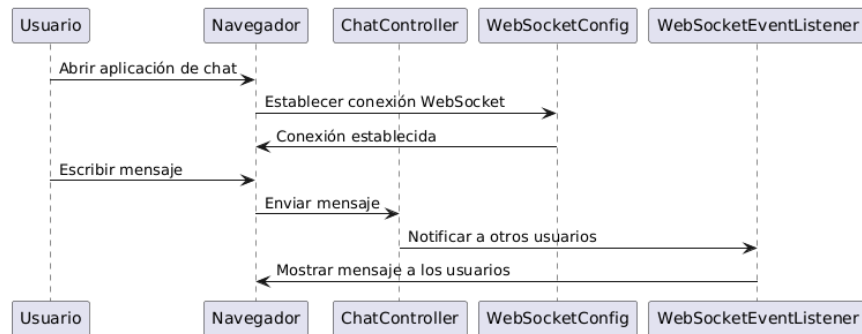 Usuario Navegador ChatController WebSocketConfig WebSocketEventListener
Abrir aplicación de chat
Establecer conexión WebSocket
Conexión establecida
Escribir mensaje
Enviar mensaje
Notificar a otros usuarios
Mostrar mensaje a los usuarios
Usuario Navegador ChatController WebSocketConfig WebSocketEventListener